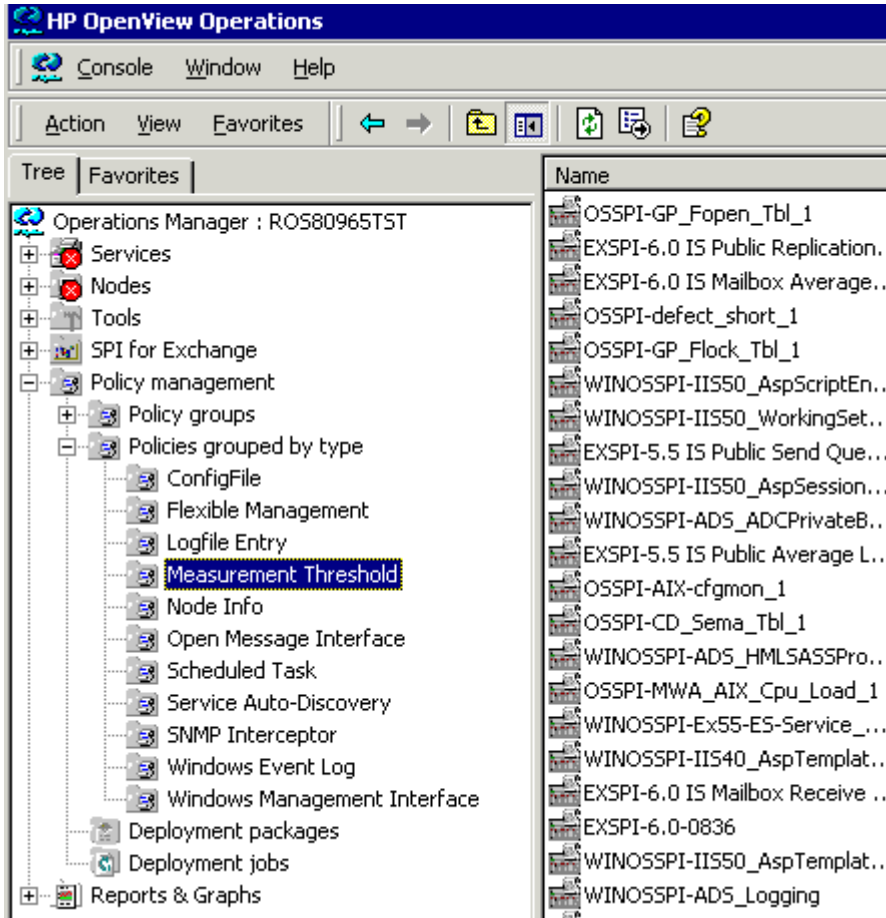 HP OpenView Operations
Console Window Help
Action View Favorites
Tree Favorites
Operations Manager : ROS80965TST
Services
Nodes
Tools
SPI for Exchange
Policy management
Policy groups
Policies grouped by type
ConfigFile
Flexible Management
Logfile Entry
Measurement Threshold
Node Info
Open Message Interface
Scheduled Task
Service Auto-Discovery
SNMP Interceptor
Windows Event Log
Windows Management Interface
Deployment packages
Deployment jobs
Reports & Graphs
Name
OSSPI-GP_Fopen_Tbl_1
EXSPI-6.0 IS Public Replication.
EXSPI-6.0 IS Mailbox Average..
OSSPI-defect_short_1
OSSPI-GP_Flock_Tbl_1
WINOSSPI-IIS50_AspScriptEn..
WINOSSPI-IIS50_WorkingSet..
EXSPI-5.5 IS Public Send Que...
WINOSSPI-IIS50_AspSession...
WINOSSPI-ADS_ADCPrivateB...
EXSPI-5.5 IS Public Average L...
OSSPI-AIX-cfgmon_1
OSSPI-CD_Sema_Tbl_1
WINOSSPI-ADS_HMLSASSPro..
OSSPI-MWA_AIX_Cpu_Load_1
WINOSSPI-Ex55-ES-Service_...
WINOSSPI-IIS40_AspTemplat..
EXSPI-6.0 IS Mailbox Receive ..
EXSPI-6.0-0836
WINOSSPI-IIS50_AspTemplat..
WINOSSPI-ADS_Logging